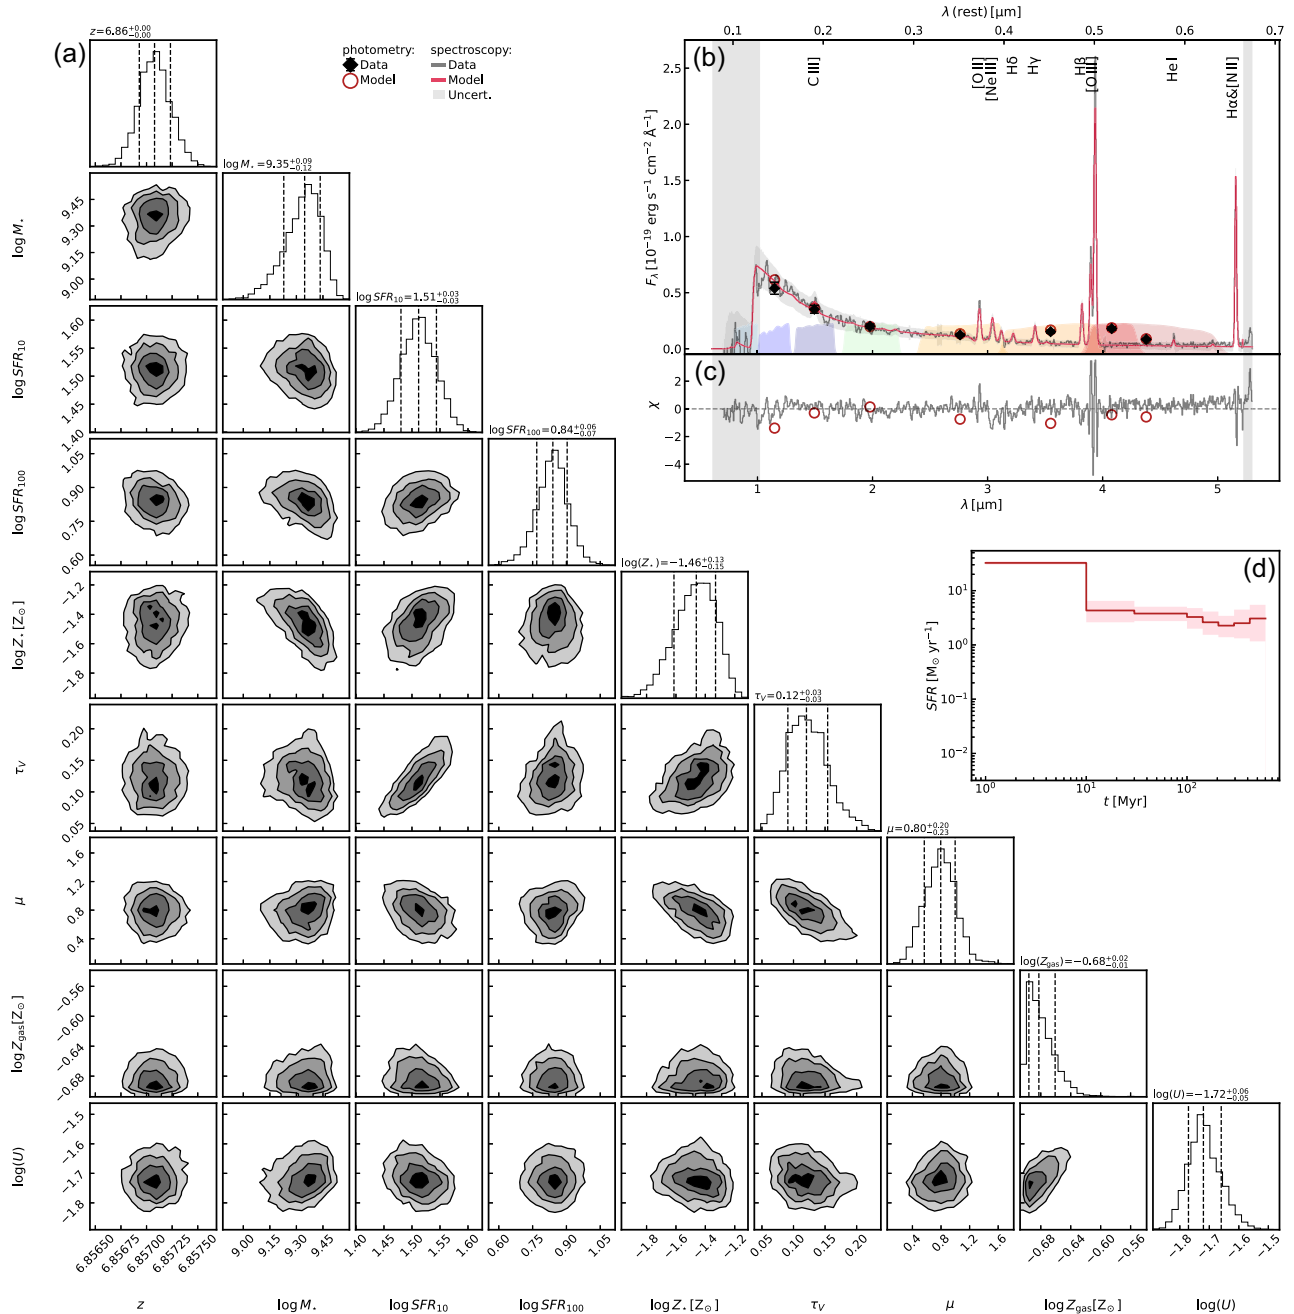 (a)
z=6.86+0.00−0.00
photometry:
Data
Model
spectroscopy:
Data
Model
Uncert.
log M⋆=9.35+0.09−0.12
log SFR10=1.51+0.03−0.03
log SFR100=0.84+0.06−0.07
log(Z⋆)=−1.46+0.13−0.15
τV=0.12+0.03−0.03
μ=0.80+0.20−0.23
log(Zgas)=−0.68+0.02−0.01
log(U)=−1.72+0.06−0.05
log M⋆
9.45
9.30
9.15
9.00
log SFR10
1.60
1.55
1.50
1.45
1.40
log SFR100
1.05
0.90
0.75
0.60
log Z⋆ [Z⊙]
−1.2
−1.4
−1.6
−1.8
τV
0.20
0.15
0.10
0.05
μ
1.6
1.2
0.8
0.4
log Zgas[Z⊙]
−0.56
−0.60
−0.64
−0.68
log(U)
−1.5
−1.6
−1.7
−1.8
6.85650
6.85675
6.85700
6.85725
6.85750
9.00
9.15
9.30
9.45
1.40
1.45
1.50
1.55
1.60
0.60
0.75
0.90
1.05
−1.8
−1.6
−1.4
−1.2
0.05
0.10
0.15
0.20
0.4
0.8
1.2
1.6
−0.68
−0.64
−0.60
−0.56
−1.8
−1.7
−1.6
−1.5
z
log M⋆
log SFR10
log SFR100
log Z⋆ [Z⊙]
τV
μ
log Zgas[Z⊙]
log(U)
λ (rest) [μm]
0.1 0.2 0.3 0.4 0.5 0.6 0.7
(b)
C III]
[O II]
[Ne III]
Hδ
Hγ
Hβ
[O III]
He I
Hα&[N II]
Fλ [10−19 erg s−1 cm−2 Å−1]
2.5
2.0
1.5
1.0
0.5
0.0
(c)
χ
2
0
−2
−4
1 2 3 4 5
λ [μm]
(d)
SFR [M⊙ yr−1]
101
100
10−1
10−2
100 101 102
t [Myr]